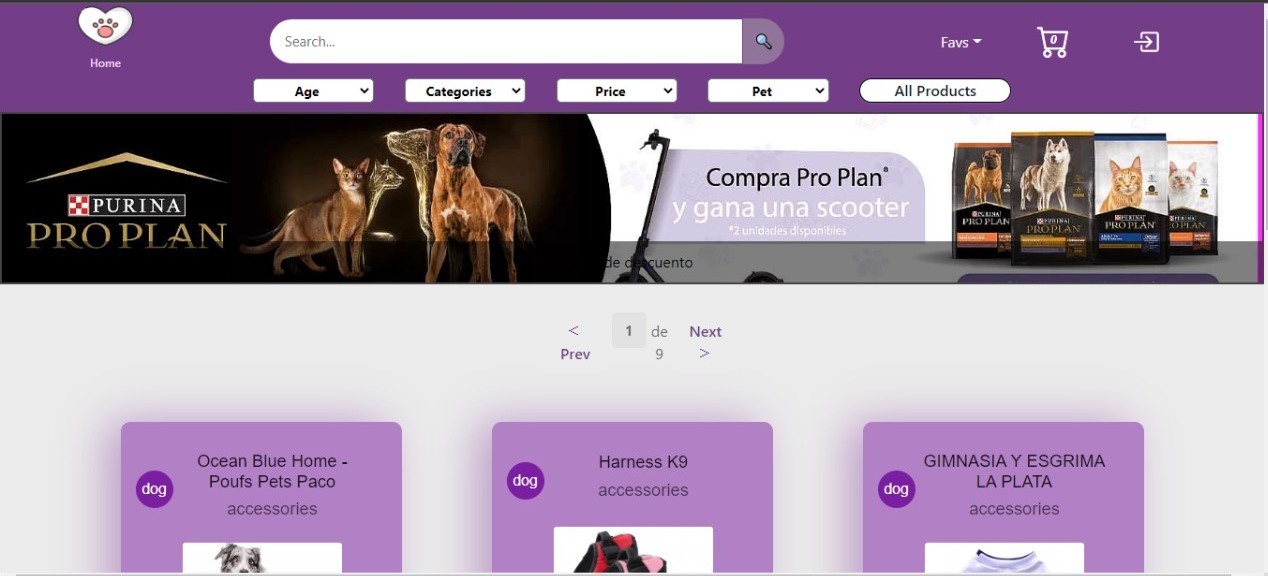 Home
Search...
Favs
0
Age
Categories
Price
Pet
All Products
PURINA
PRO PLAN
Compra Pro Plan*
y gana una scooter
*2 unidades disponibles
PURINA
PRO PLAN
PURINA
PRO PLAN
PURINA
PRO PLAN
PURINA
PRO PLAN
de descuento
<
Prev
1
de
9
Next
>
dog
Ocean Blue Home -
Poufs Pets Paco
accessories
dog
Harness K9
accessories
dog
GIMNASIA Y ESGRIMA
LA PLATA
accessories